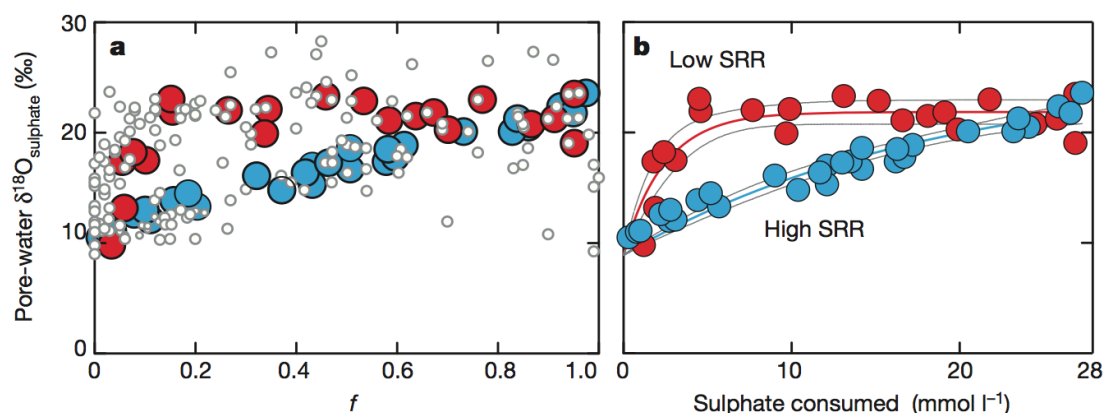 30
20
10
0
Pore-water δ¹⁸Osulphate (‰)
a
0
0.2
0.4
0.6
0.8
1.0
f
b
Low SRR
High SRR
0
10
20
28
Sulphate consumed (mmol l⁻¹)